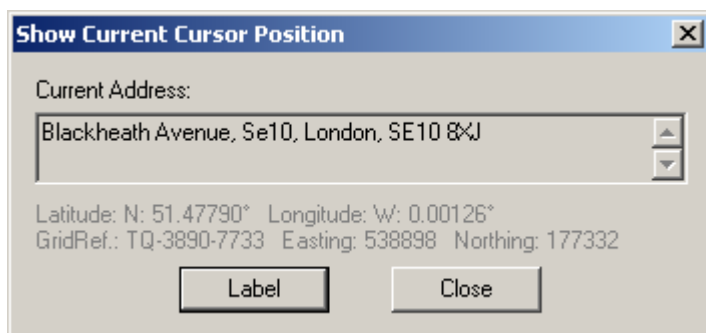 Show Current Cursor Position
Current Address:
Blackheath Avenue, Se10, London, SE10 8XJ
Latitude: N: 51.47790° Longitude: W: 0.00126°
GridRef.: TQ-3890-7733 Easting: 538898 Northing: 177332
Label Close